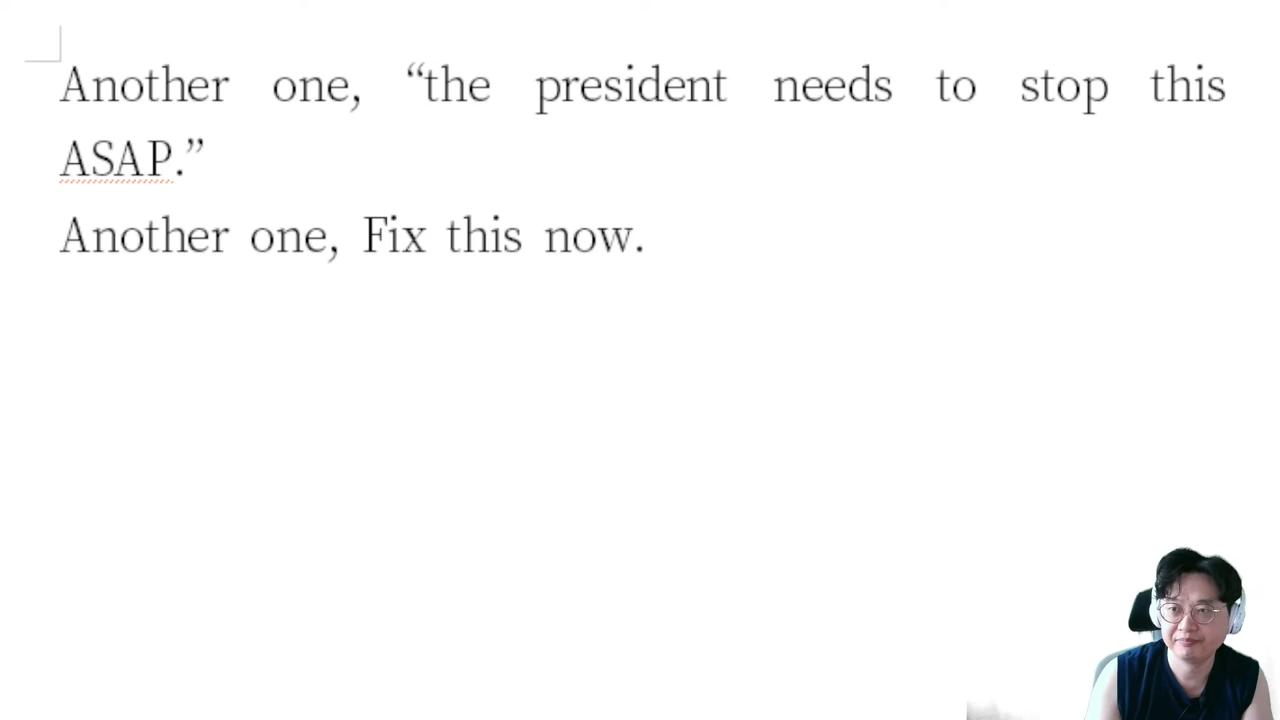 Another one, “the president needs to stop this
ASAP.”
Another one, Fix this now.